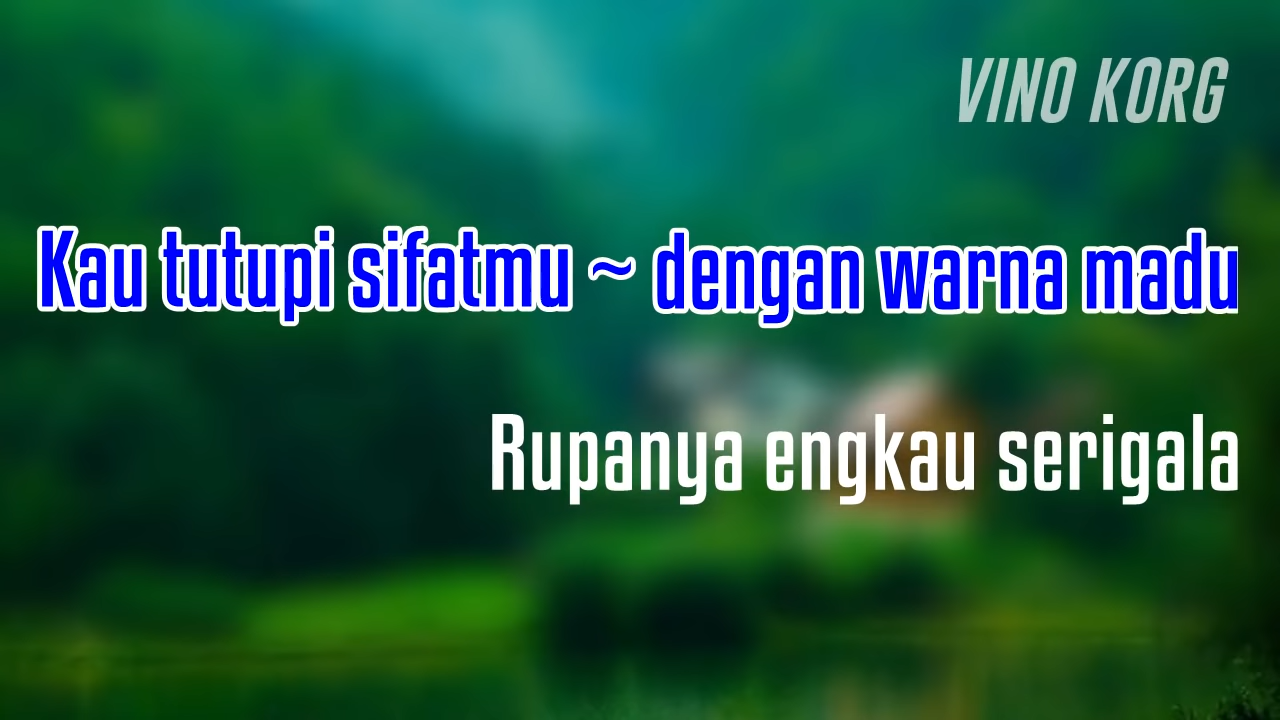 VINO KORG
Kau tutupi sifatmu ~ dengan warna madu
Rupanya engkau serigala